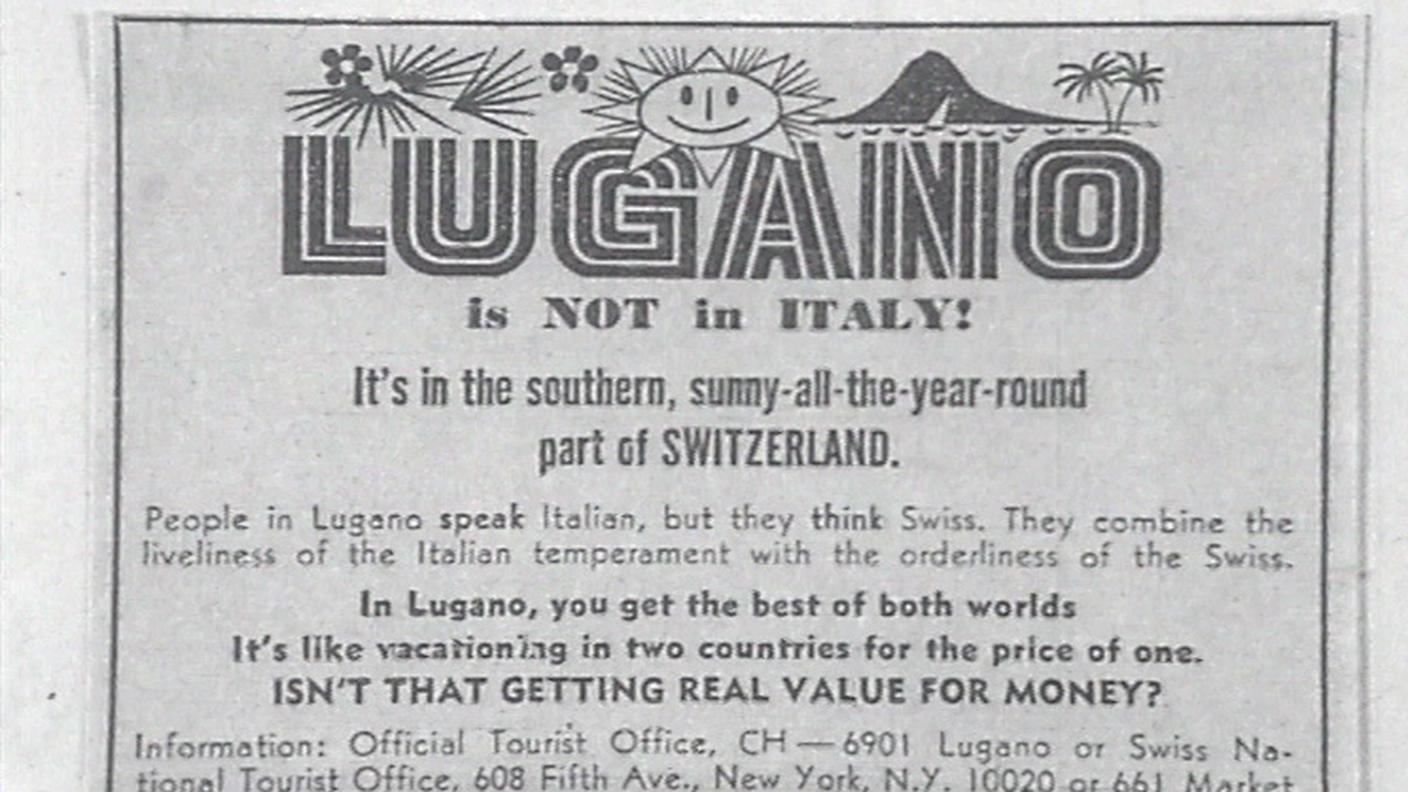 LUGANO
is NOT in ITALY!
It's in the southern, sunny-all-the-year-round
part of SWITZERLAND.
People in Lugano speak Italian, but they think Swiss. They combine the
liveliness of the Italian temperament with the orderliness of the Swiss.
In Lugano, you get the best of both worlds
It's like vacationing in two countries for the price of one.
ISN'T THAT GETTING REAL VALUE FOR MONEY?
Information: Official Tourist Office, CH — 6901 Lugano or Swiss Na-
tional Tourist Office, 608 Fifth Ave., New York, N.Y. 10020 or 661 Market